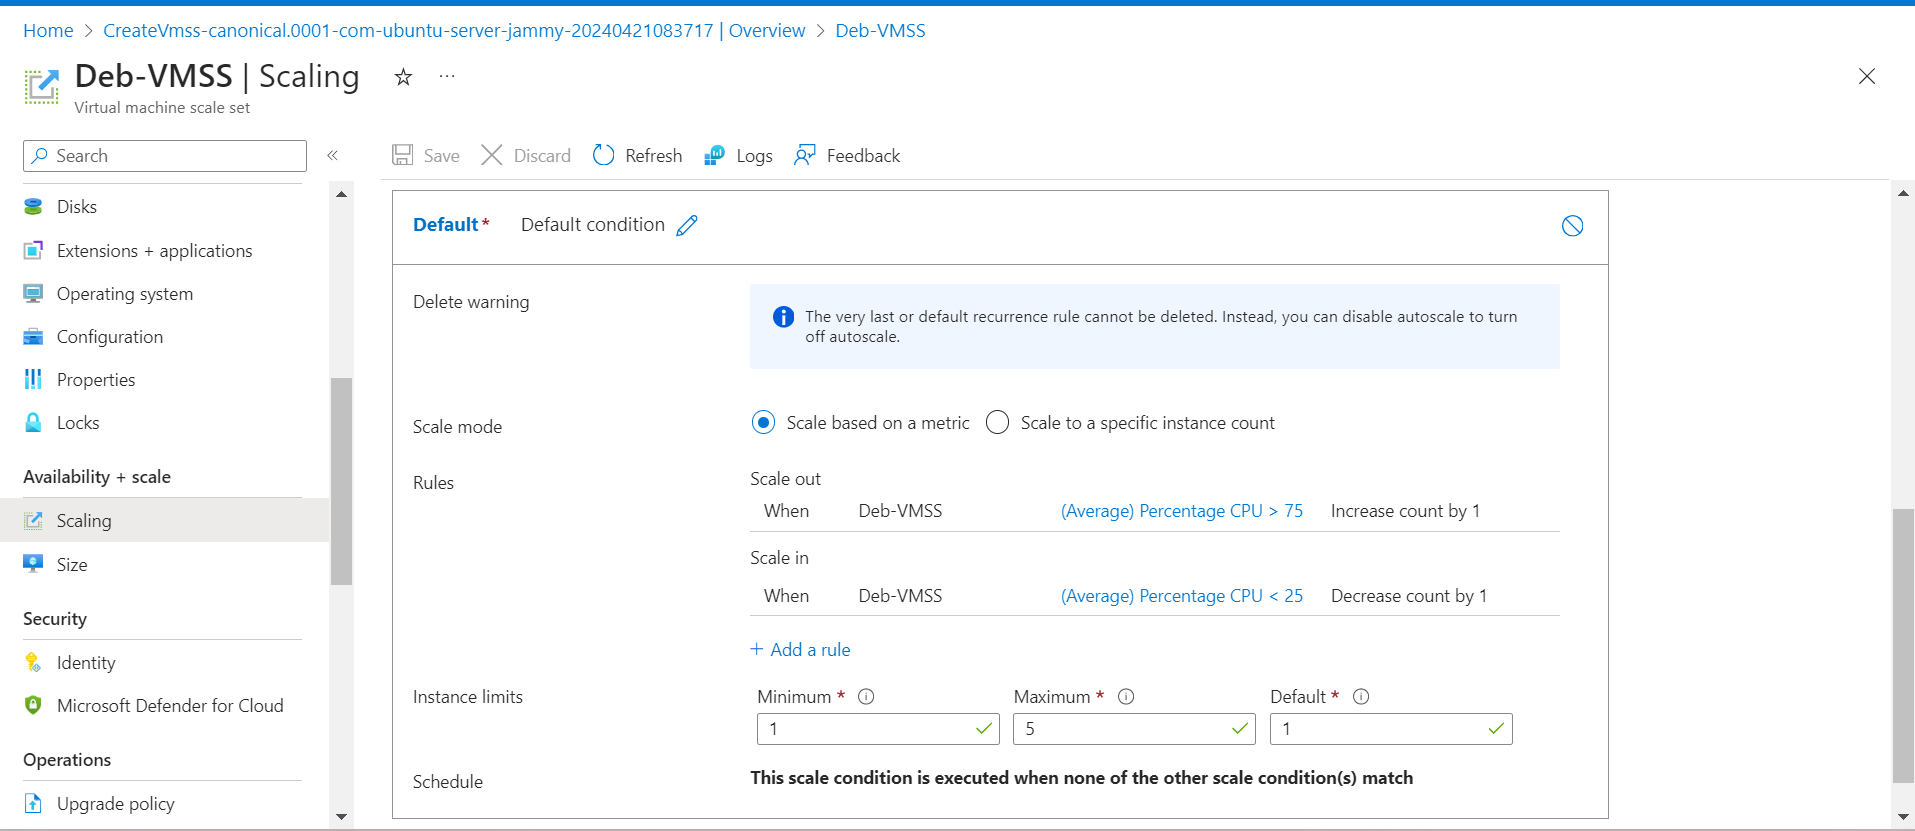 Home > CreateVmss-canonical.0001-com-ubuntu-server-jammy-20240421083717 | Overview > Deb-VMSS
Deb-VMSS | Scaling ☆ ...
Virtual machine scale set
Search «
Disks
Extensions + applications
Operating system
Configuration
Properties
Locks
Availability + scale
Scaling
Size
Security
Identity
Microsoft Defender for Cloud
Operations
Upgrade policy
Save Discard Refresh Logs Feedback
Default* Default condition
Delete warning
The very last or default recurrence rule cannot be deleted. Instead, you can disable autoscale to turn
off autoscale.
Scale mode Scale based on a metric Scale to a specific instance count
Rules
Scale out
When Deb-VMSS (Average) Percentage CPU > 75 Increase count by 1
Scale in
When Deb-VMSS (Average) Percentage CPU < 25 Decrease count by 1
+ Add a rule
Instance limits Minimum * Maximum * Default *
1 5 1
Schedule This scale condition is executed when none of the other scale condition(s) match